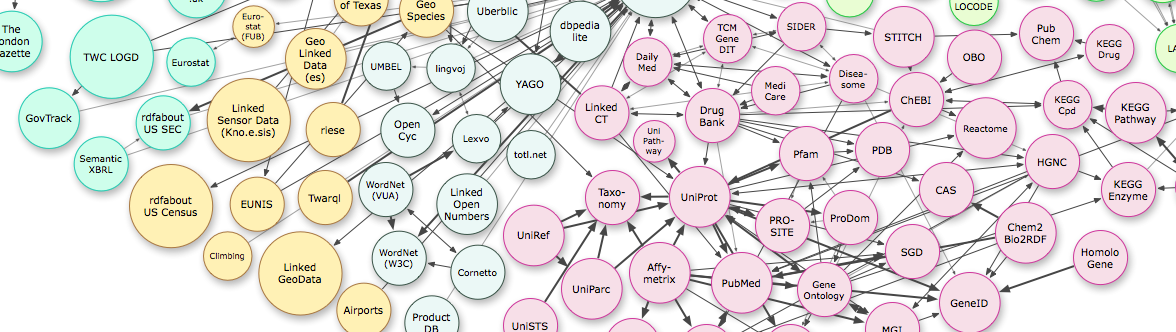 The
ondon
azette
TWC LOGD
GovTrack
Semantic
XBRL
rdfabout
US SEC
Eurostat
Euro-
stat
(FUB)
of Texas
Geo
Species
Geo
Linked
Data
(es)
Linked
Sensor Data
(Kno.e.sis)
rdfabout
US Census
EUNIS
riese
Twarql
Climbing
Linked
GeoData
Airports
Uberblic
dbpedia
lite
UMBEL
lingvoj
YAGO
Open
Cyc
Lexvo
totl.net
WordNet
(VUA)
Linked
Open
Numbers
WordNet
(W3C)
Cornetto
Product
DB
Daily
Med
TCM
Gene
DIT
SIDER
STITCH
LOCODE
OBO
Pub
Chem
KEGG
Drug
LA
Linked
CT
Medi
Care
Disea-
some
Drug
Bank
ChEBI
KEGG
Cpd
KEGG
Pathway
Uni
Path-
way
Pfam
PDB
Reactome
HGNC
KEGG
Enzyme
Taxo-
nomy
UniProt
PRO-
SITE
ProDom
CAS
Chem2
Bio2RDF
Homolo
Gene
UniRef
UniParc
UniSTS
Affy-
metrix
PubMed
Gene
Ontology
SGD
GeneID
MGI